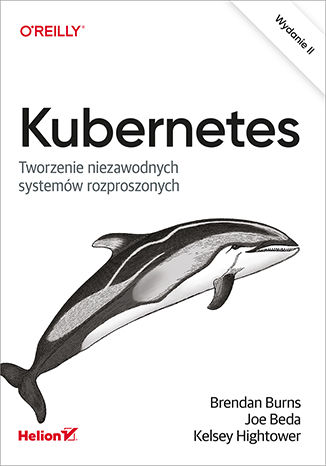 O'REILLY®
Wydanie II
Kubernetes
Tworzenie niezawodnych
systemów rozproszonych
Brendan Burns
Joe Beda
Kelsey Hightower
Helion